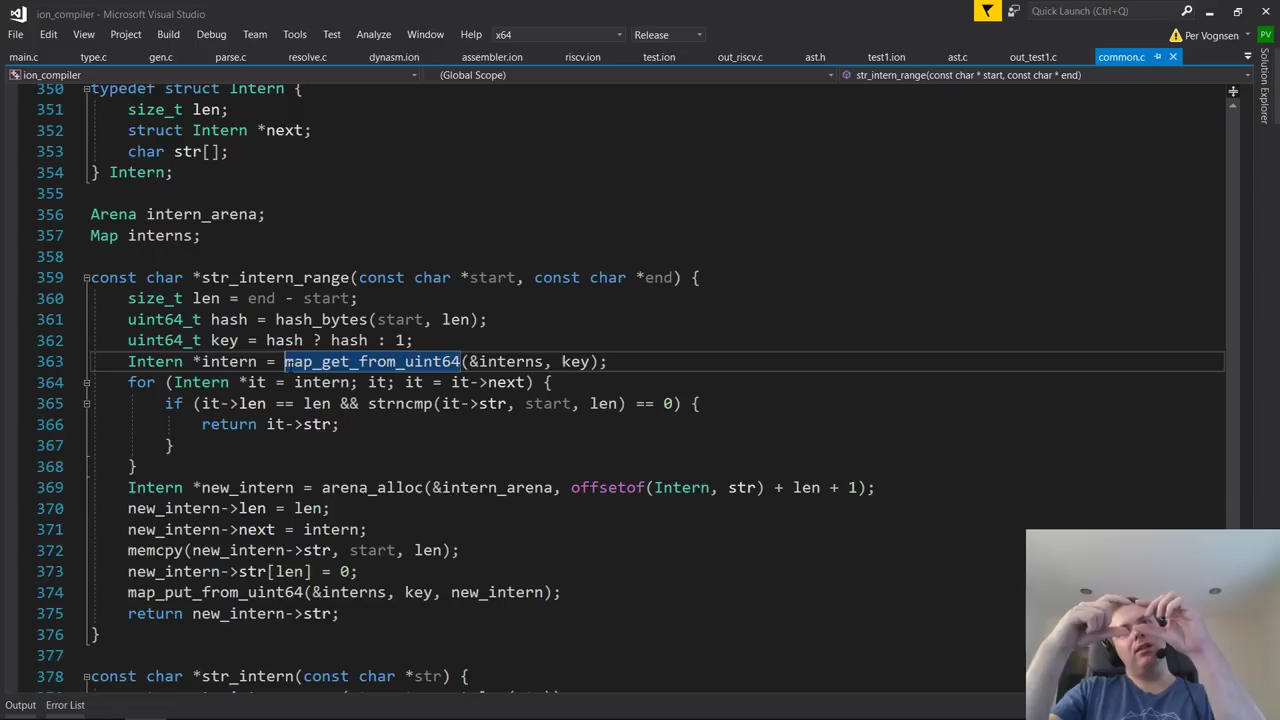 ion_compiler - Microsoft Visual Studio
Quick Launch (Ctrl+Q)
File Edit View Project Build Debug Team Tools Test Analyze Window Help x64 Release Per Vognsen PV
main.c type.c gen.c parse.c resolve.c dynasm.ion assembler.ion riscv.ion test.ion out_riscv.c ast.h test1.ion ast.c out_test1.c common.c
ion_compiler (Global Scope) str_intern_range(const char * start, const char * end)
Solution Explorer
350 typedef struct Intern {
351 size_t len;
352 struct Intern *next;
353 char str[];
354 } Intern;
355
356 Arena intern_arena;
357 Map interns;
358
359 const char *str_intern_range(const char *start, const char *end) {
360 size_t len = end - start;
361 uint64_t hash = hash_bytes(start, len);
362 uint64_t key = hash ? hash : 1;
363 Intern *intern = map_get_from_uint64(&interns, key);
364 for (Intern *it = intern; it; it = it->next) {
365 if (it->len == len && strncmp(it->str, start, len) == 0) {
366 return it->str;
367 }
368 }
369 Intern *new_intern = arena_alloc(&intern_arena, offsetof(Intern, str) + len + 1);
370 new_intern->len = len;
371 new_intern->next = intern;
372 memcpy(new_intern->str, start, len);
373 new_intern->str[len] = 0;
374 map_put_from_uint64(&interns, key, new_intern);
375 return new_intern->str;
376 }
377
378 const char *str_intern(const char *str) {
Output Error List